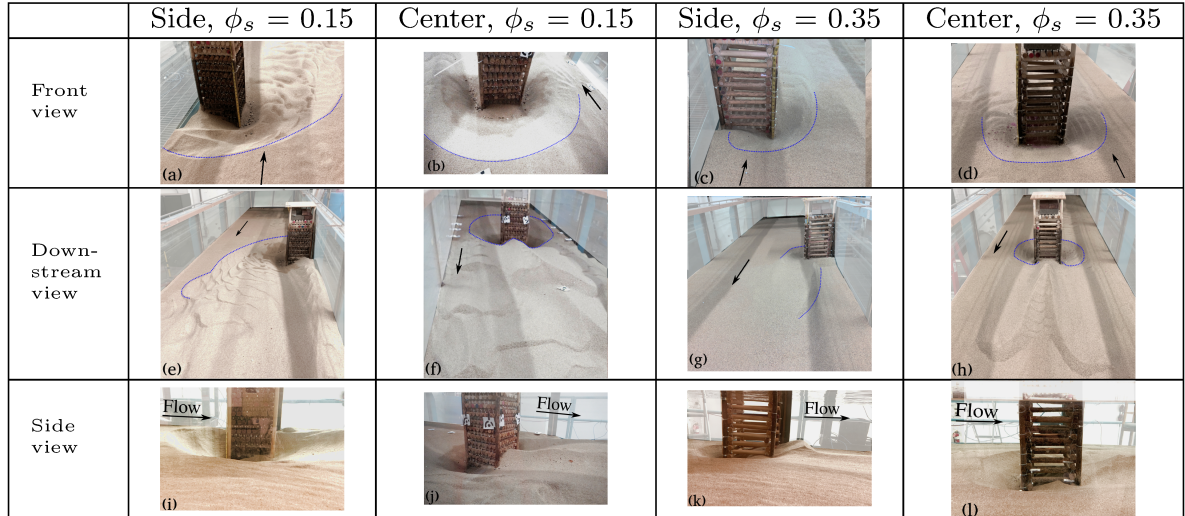 Side, ϕₛ = 0.15
Center, ϕₛ = 0.15
Side, ϕₛ = 0.35
Center, ϕₛ = 0.35
Front
view
(a)
(b)
(c)
(d)
Down-
stream
view
(e)
(f)
(g)
(h)
Side
view
Flow
(i)
Flow
(j)
Flow
(k)
Flow
(l)